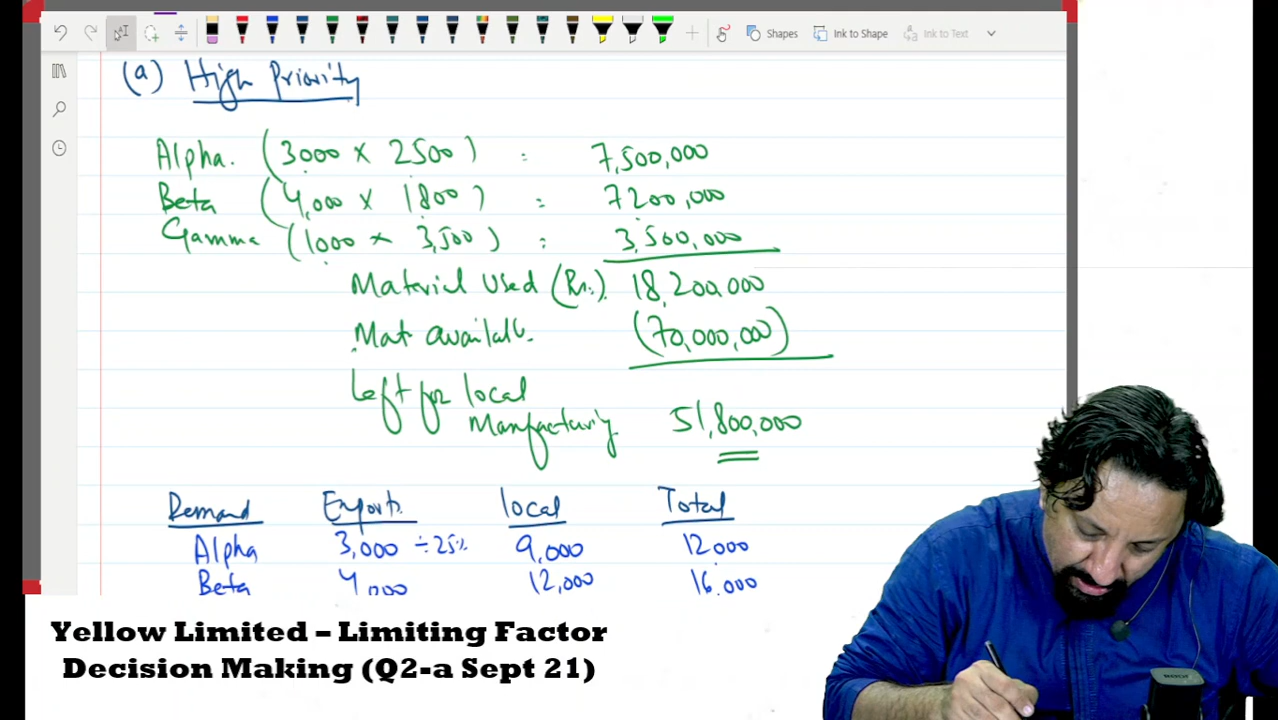 Shapes Ink to Shape Ink to Text
(a) High Priority
Alpha. (3000 x 2500) : 7,500,000
Beta (4,000 x 1800) : 7200,000
Gamma (1000 x 3,500) : 3,500,000
Material Used (Rs.). 18,200,000
Mat available. (70,000,000)
Left for local
Manfacturing 51,800,000
Demand Exports. local Total
Alpha 3,000 ÷25% 9,000 12,000
Beta 4,000 12,000 16,000
Yellow Limited – Limiting Factor
Decision Making (Q2-a Sept 21)